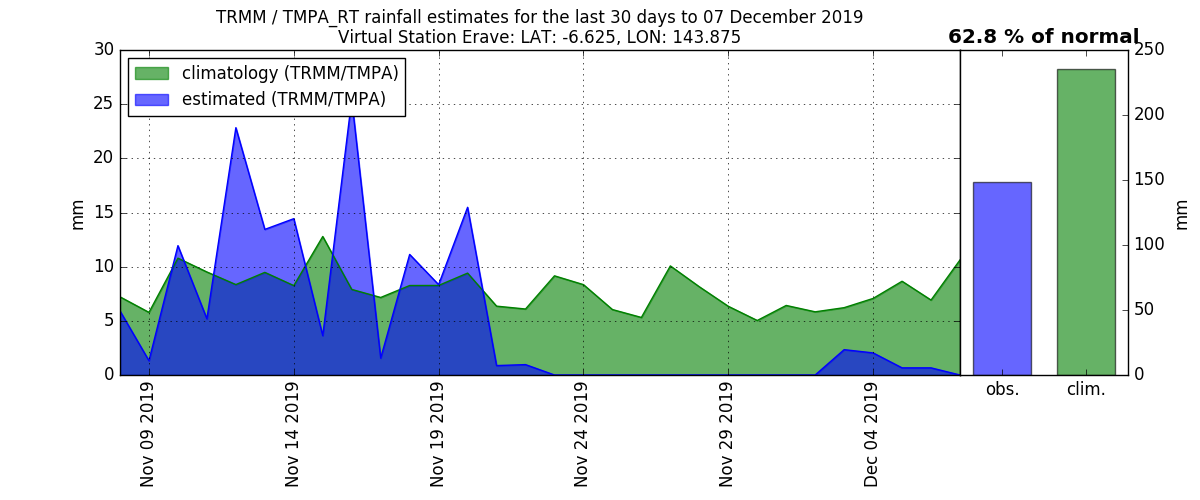 TRMM / TMPA_RT rainfall estimates for the last 30 days to 07 December 2019
Virtual Station Erave: LAT: -6.625, LON: 143.875
62.8 % of normal
climatology (TRMM/TMPA)
estimated (TRMM/TMPA)
30
25
20
15
10
5
0
mm
Nov 09 2019
Nov 14 2019
Nov 19 2019
Nov 24 2019
Nov 29 2019
Dec 04 2019
obs.
clim.
250
200
150
100
50
0
mm